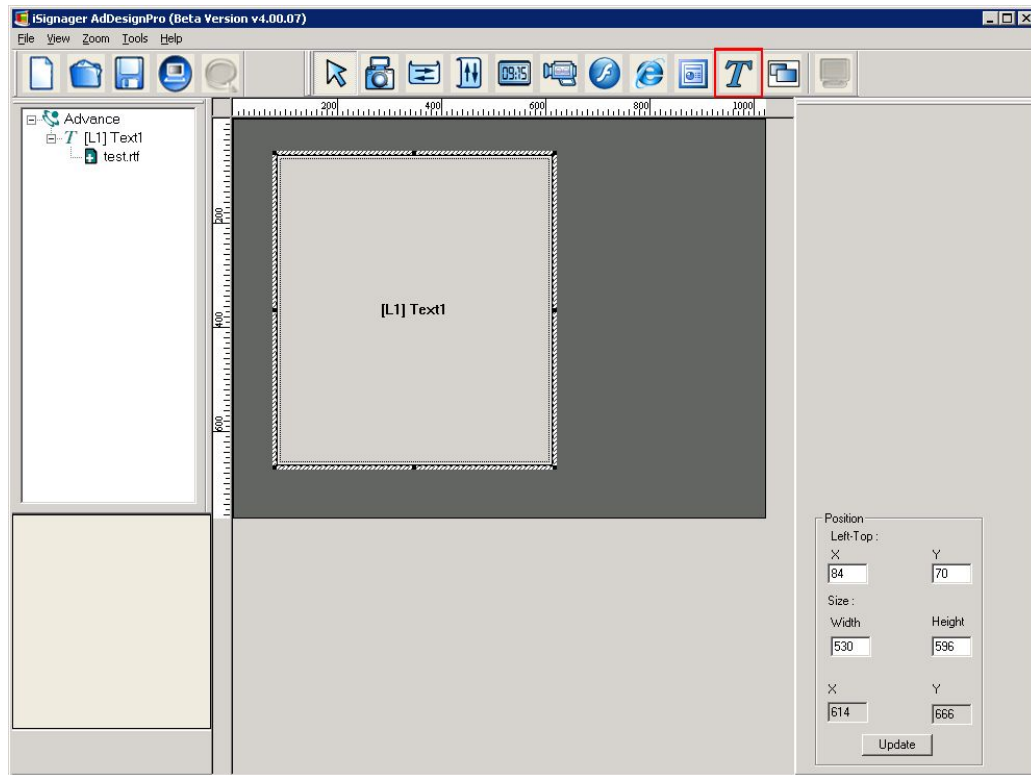 iSignager AdDesignPro (Beta Version v4.00.07)
File View Zoom Tools Help
09:15
T
200 400 600 800 1000
Advance
T [L1] Text1
test.rtf
200
400
600
[L1] Text1
Position
Left-Top :
X Y
84 70
Size :
Width Height
530 596
X Y
614 666
Update